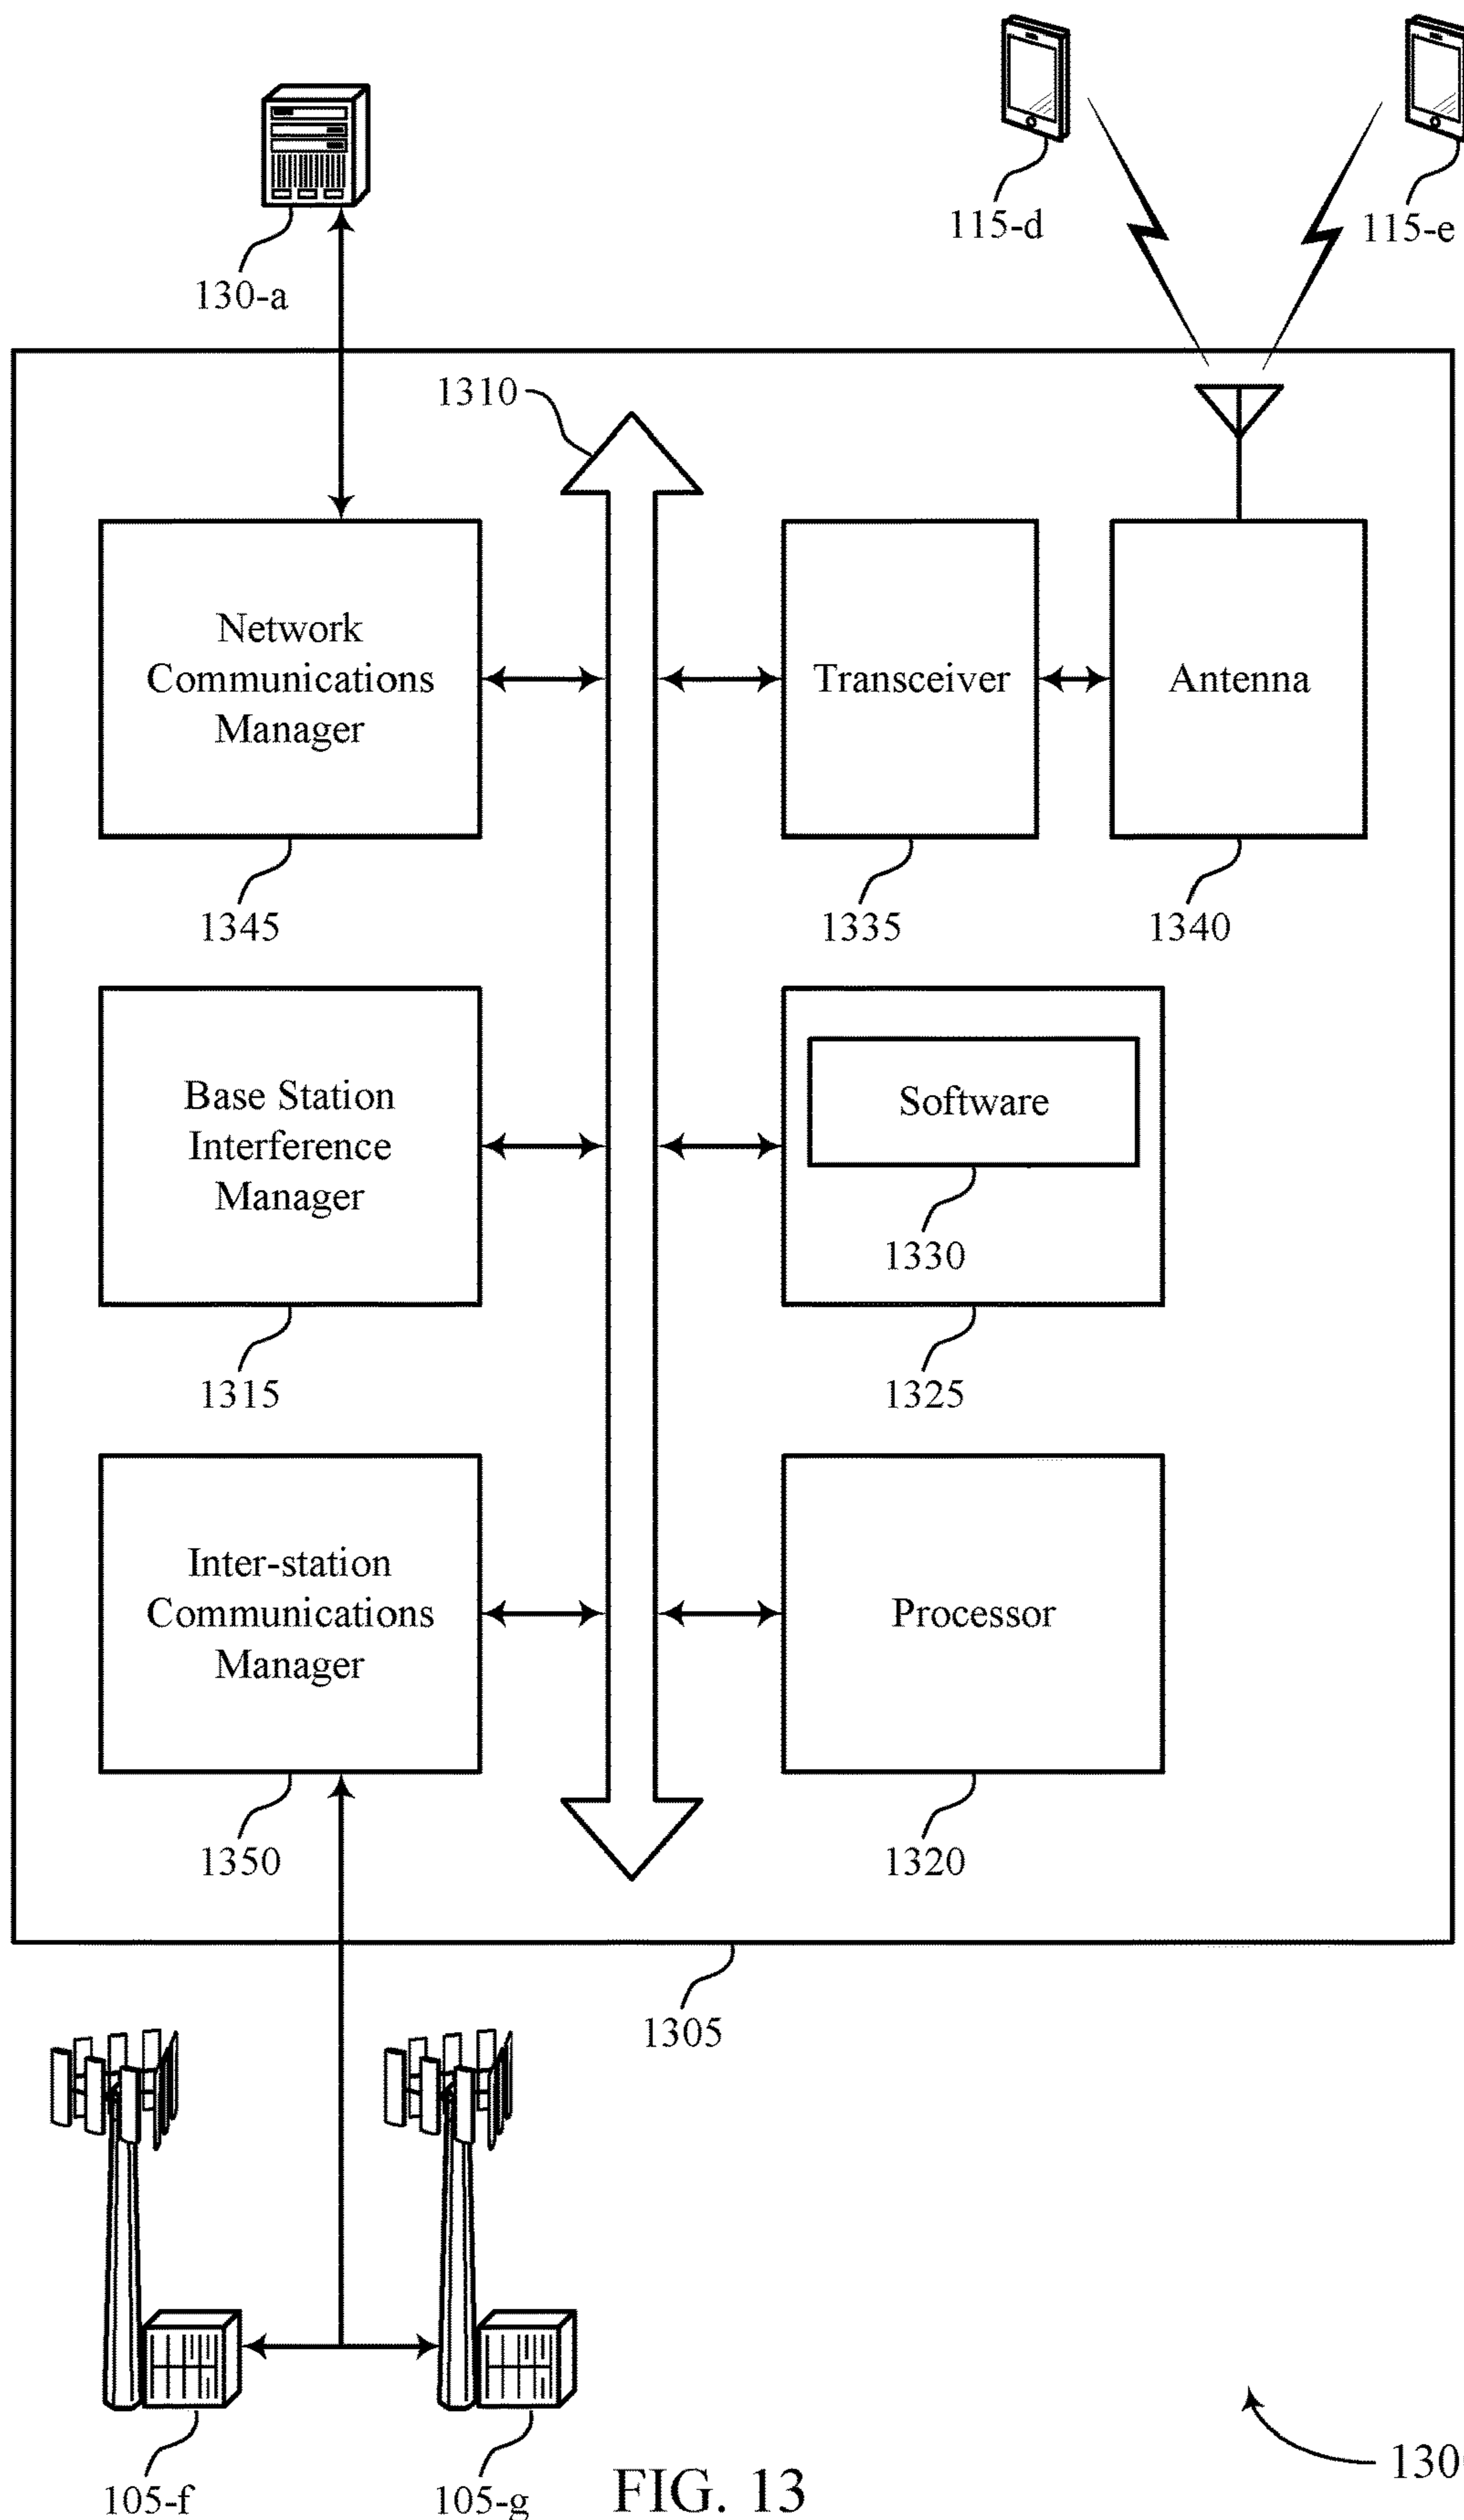 115-d
115-e
130-a
1310
Network
Communications
Manager
Transceiver
Antenna
1345
1335
1340
Base Station
Interference
Manager
Software
1330
1315
1325
Inter-station
Communications
Manager
Processor
1350
1320
1305
105-f
105-g
FIG. 13
130